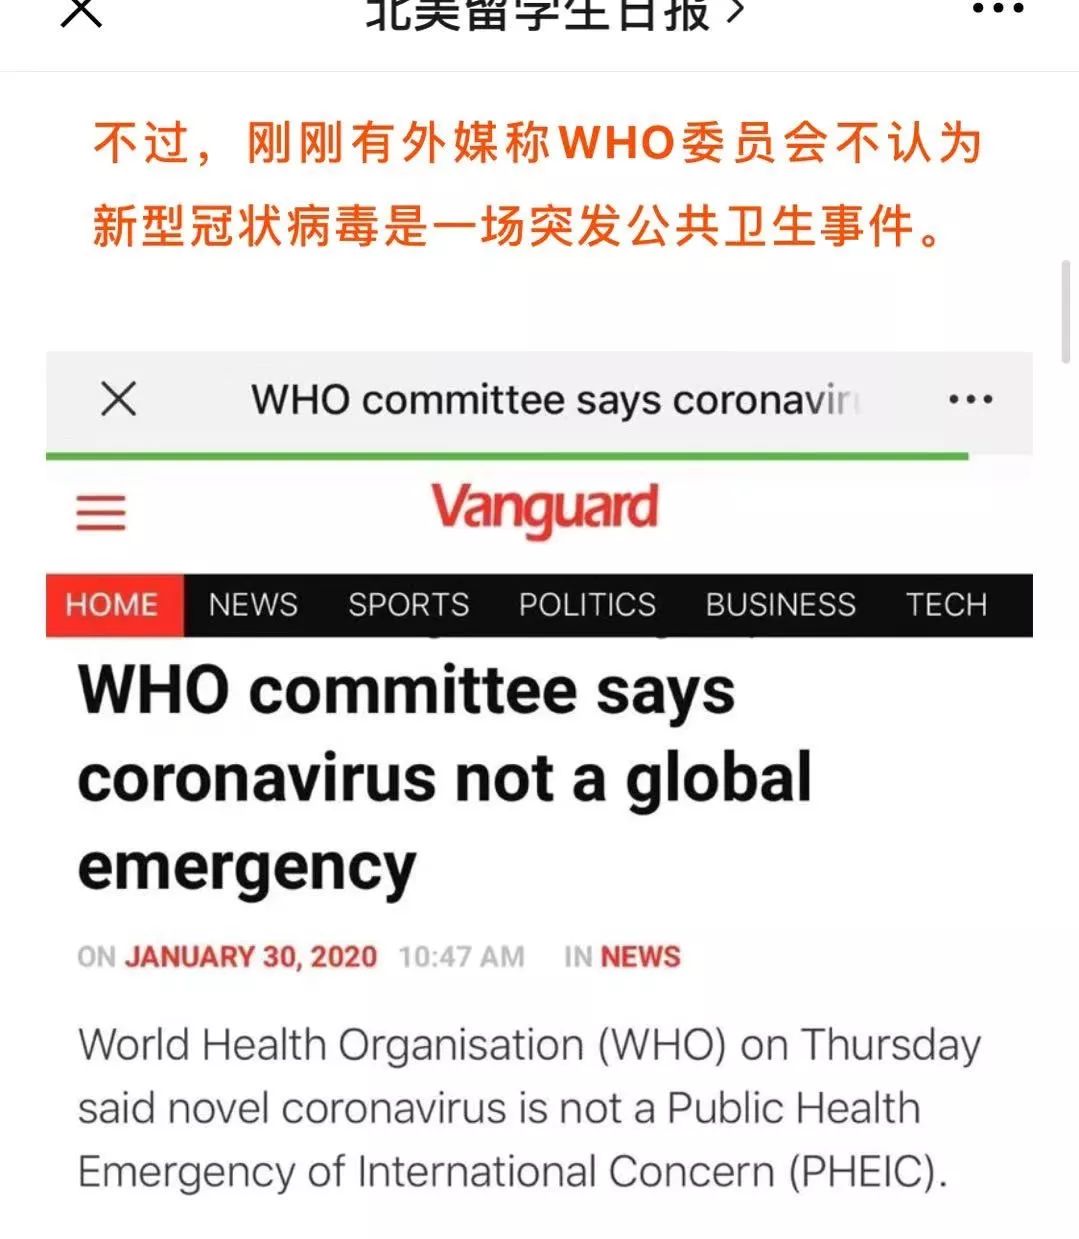 北美留学生日报
不过，刚刚有外媒称WHO委员会不认为
新型冠状病毒是一场突发公共卫生事件。
WHO committee says coronavir
Vanguard
HOME NEWS SPORTS POLITICS BUSINESS TECH
WHO committee says
coronavirus not a global
emergency
ON JANUARY 30, 2020 10:47 AM IN NEWS
World Health Organisation (WHO) on Thursday
said novel coronavirus is not a Public Health
Emergency of International Concern (PHEIC).